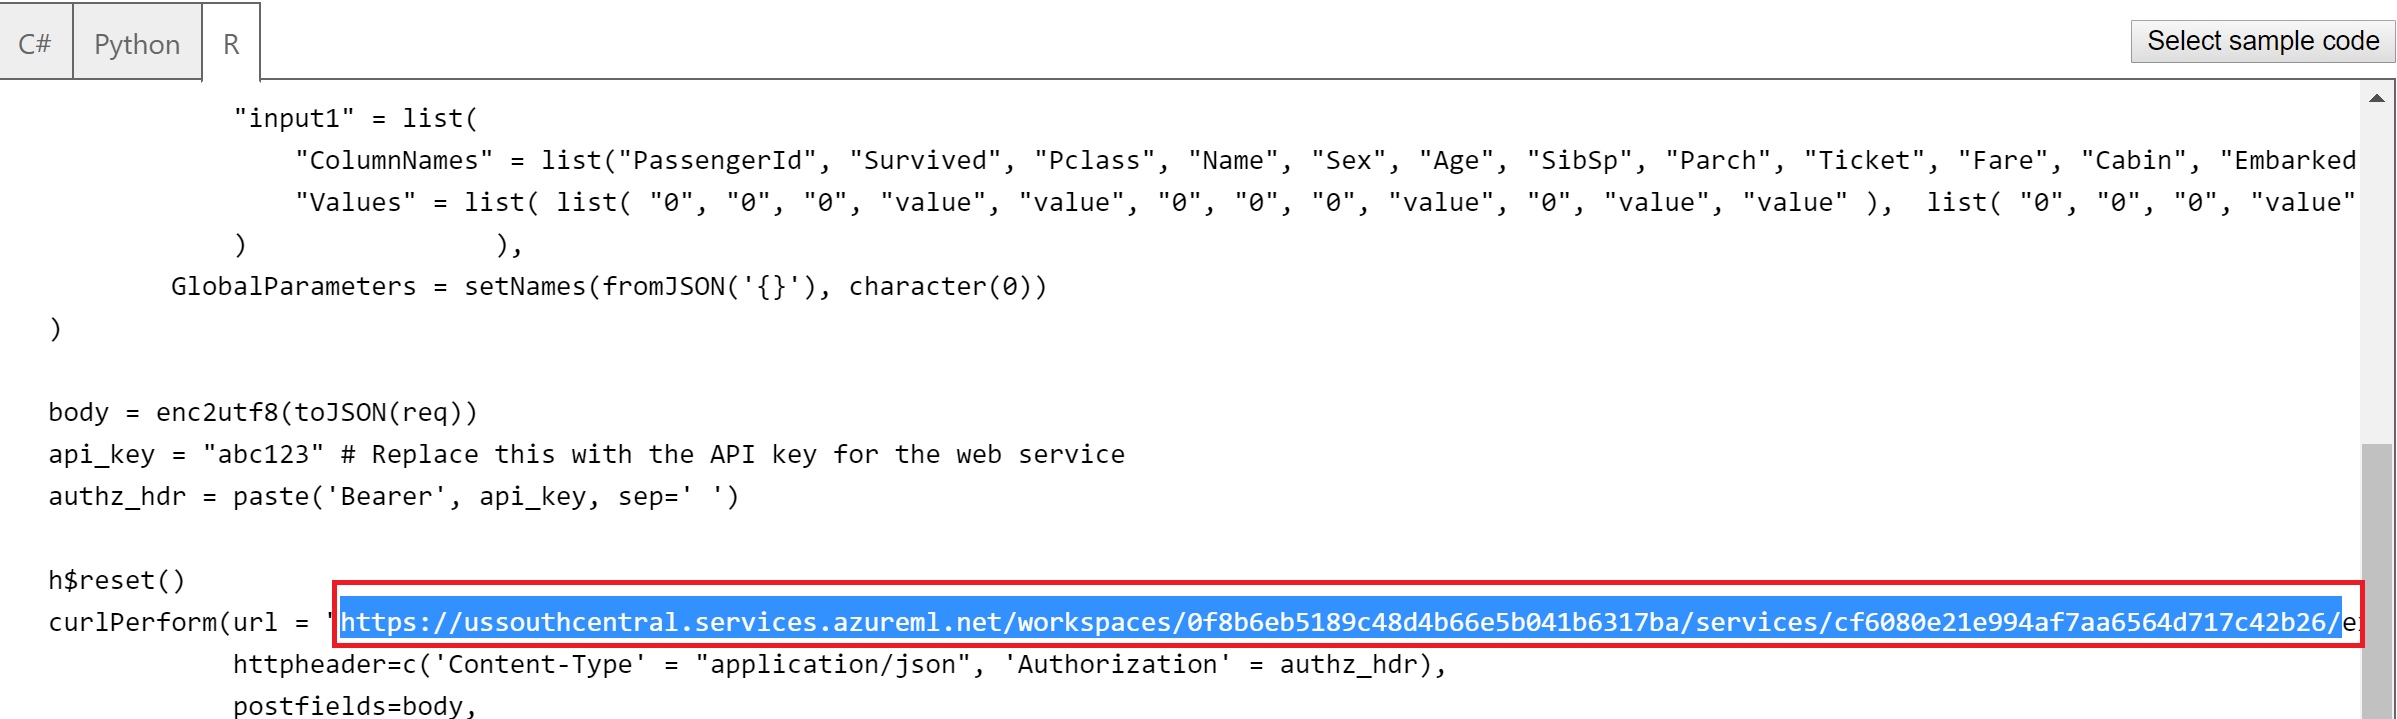 C# Python R Select sample code
"input1" = list(
"ColumnNames" = list("PassengerId", "Survived", "Pclass", "Name", "Sex", "Age", "SibSp", "Parch", "Ticket", "Fare", "Cabin", "Embarked
"Values" = list( list( "0", "0", "0", "value", "value", "0", "0", "0", "value", "0", "value", "value" ), list( "0", "0", "0", "value"
) ),
GlobalParameters = setNames(fromJSON('{}'), character(0))
)
body = enc2utf8(toJSON(req))
api_key = "abc123" # Replace this with the API key for the web service
authz_hdr = paste('Bearer', api_key, sep=' ')
h$reset()
curlPerform(url = "https://ussouthcentral.services.azureml.net/workspaces/0f8b6eb5189c48d4b66e5b041b6317ba/services/cf6080e21e994af7aa6564d717c42b26/e
httpheader=c('Content-Type' = "application/json", 'Authorization' = authz_hdr),
postfields=body,